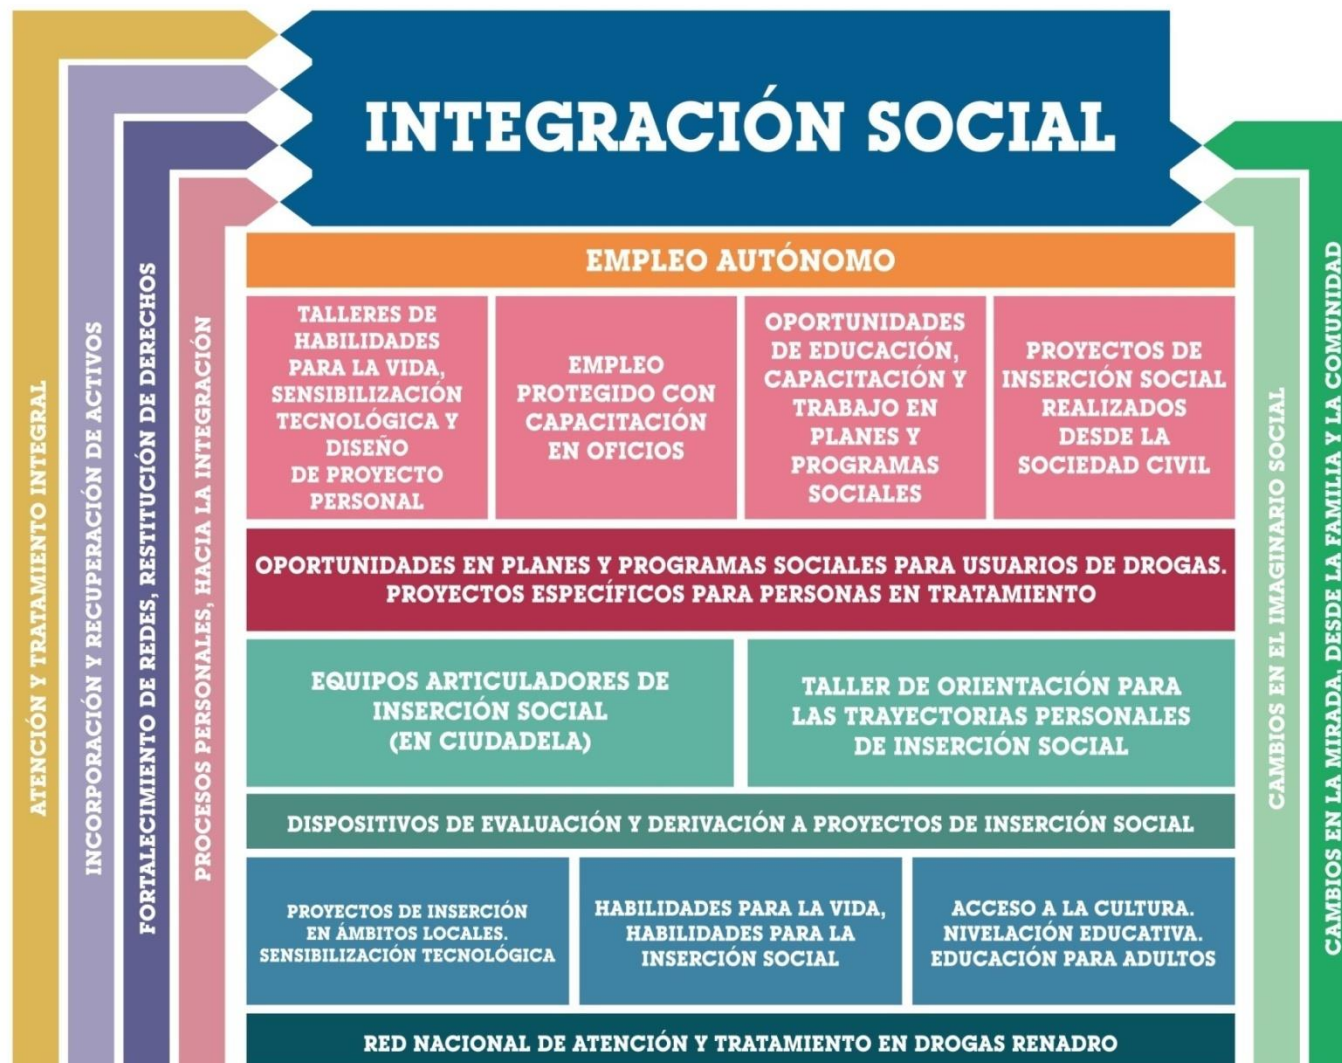 INTEGRACIÓN SOCIAL
EMPLEO AUTÓNOMO
TALLERES DE
HABILIDADES
PARA LA VIDA,
SENSIBILIZACIÓN
TECNOLÓGICA Y
DISEÑO
DE PROYECTO
PERSONAL
EMPLEO
PROTEGIDO CON
CAPACITACIÓN
EN OFICIOS
OPORTUNIDADES
DE EDUCACIÓN,
CAPACITACIÓN Y
TRABAJO EN
PLANES Y
PROGRAMAS
SOCIALES
PROYECTOS DE
INSERCIÓN SOCIAL
REALIZADOS
DESDE LA
SOCIEDAD CIVIL
OPORTUNIDADES EN PLANES Y PROGRAMAS SOCIALES PARA USUARIOS DE DROGAS.
PROYECTOS ESPECÍFICOS PARA PERSONAS EN TRATAMIENTO
EQUIPOS ARTICULADORES DE
INSERCIÓN SOCIAL
(EN CIUDADELA)
TALLER DE ORIENTACIÓN PARA
LAS TRAYECTORIAS PERSONALES
DE INSERCIÓN SOCIAL
DISPOSITIVOS DE EVALUACIÓN Y DERIVACIÓN A PROYECTOS DE INSERCIÓN SOCIAL
PROYECTOS DE INSERCIÓN
EN ÁMBITOS LOCALES.
SENSIBILIZACIÓN TECNOLÓGICA
HABILIDADES PARA LA VIDA,
HABILIDADES PARA LA
INSERCIÓN SOCIAL
ACCESO A LA CULTURA.
NIVELACIÓN EDUCATIVA.
EDUCACIÓN PARA ADULTOS
RED NACIONAL DE ATENCIÓN Y TRATAMIENTO EN DROGAS RENADRO
ATENCIÓN Y TRATAMIENTO INTEGRAL
INCORPORACIÓN Y RECUPERACIÓN DE ACTIVOS
FORTALECIMIENTO DE REDES, RESTITUCIÓN DE DERECHOS
PROCESOS PERSONALES, HACIA LA INTEGRACIÓN
CAMBIOS EN EL IMAGINARIO SOCIAL
CAMBIOS EN LA MIRADA, DESDE LA FAMILIA Y LA COMUNIDAD